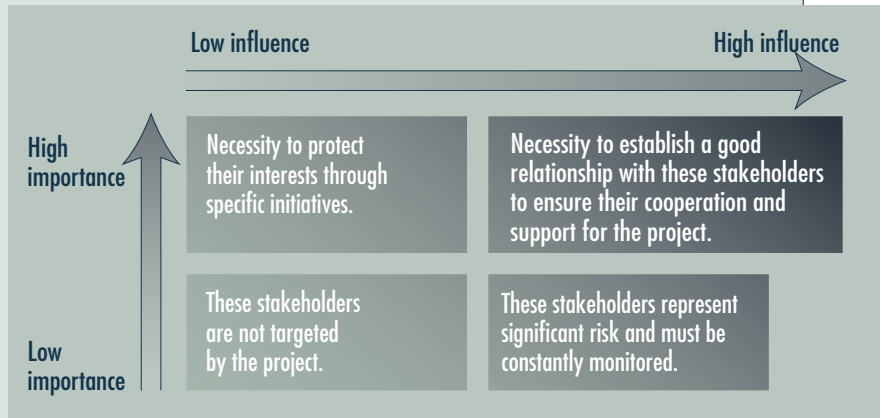 Low influence
High influence
High
importance
Necessity to protect
their interests through
specific initiatives.
Necessity to establish a good
relationship with these stakeholders
to ensure their cooperation and
support for the project.
Low
importance
These stakeholders
are not targeted
by the project.
These stakeholders represent
significant risk and must be
constantly monitored.